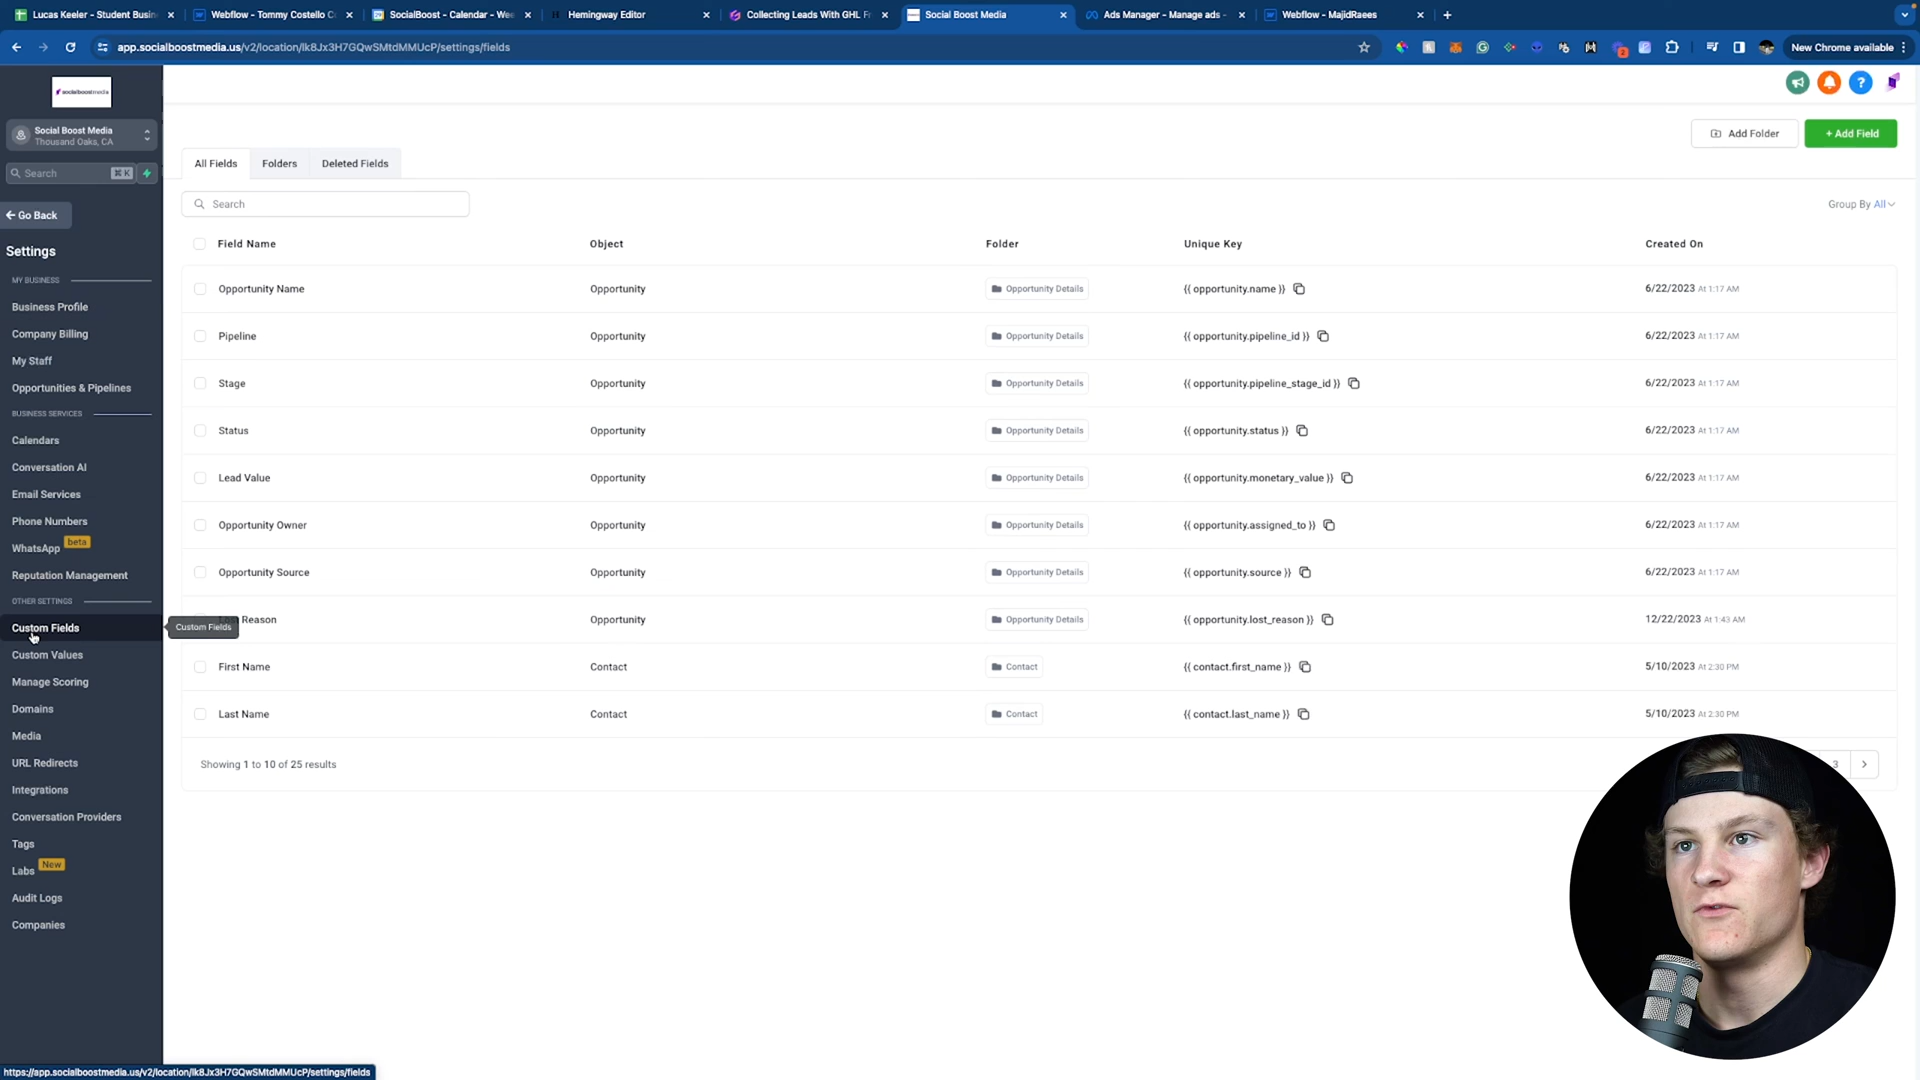 Lucas Keeler - Student Busin
Webflow - Tommy Costello C
SocialBoost - Calendar - Wee
Hemingway Editor
Collecting Leads With GHL F
Social Boost Media
Ads Manager - Manage ads -
Webflow - MajidRaees
app.socialboostmedia.us/v2/location/lk8Jx3H7GQwSMtdMMUcP/settings/fields
2
New Chrome available
socialboostmedia
Social Boost Media
Thousand Oaks, CA
Search
⌘ K
Go Back
Settings
MY BUSINESS
Business Profile
Company Billing
My Staff
Opportunities & Pipelines
BUSINESS SERVICES
Calendars
Conversation AI
Email Services
Phone Numbers
WhatsApp beta
Reputation Management
OTHER SETTINGS
Custom Fields
Custom Values
Manage Scoring
Domains
Media
URL Redirects
Integrations
Conversation Providers
Tags
Labs New
Audit Logs
Companies
Custom Fields
Add Folder
+ Add Field
All Fields Folders Deleted Fields
Search
Group By All
Field Name Object Folder Unique Key Created On
Opportunity Name Opportunity Opportunity Details {{ opportunity.name }} 6/22/2023 At 1:17 AM
Pipeline Opportunity Opportunity Details {{ opportunity.pipeline_id }} 6/22/2023 At 1:17 AM
Stage Opportunity Opportunity Details {{ opportunity.pipeline_stage_id }} 6/22/2023 At 1:17 AM
Status Opportunity Opportunity Details {{ opportunity.status }} 6/22/2023 At 1:17 AM
Lead Value Opportunity Opportunity Details {{ opportunity.monetary_value }} 6/22/2023 At 1:17 AM
Opportunity Owner Opportunity Opportunity Details {{ opportunity.assigned_to }} 6/22/2023 At 1:17 AM
Opportunity Source Opportunity Opportunity Details {{ opportunity.source }} 6/22/2023 At 1:17 AM
Reason Opportunity Opportunity Details {{ opportunity.lost_reason }} 12/22/2023 At 1:43 AM
First Name Contact Contact {{ contact.first_name }} 5/10/2023 At 2:30 PM
Last Name Contact Contact {{ contact.last_name }} 5/10/2023 At 2:30 PM
Showing 1 to 10 of 25 results
3
https://app.socialboostmedia.us/v2/location/lk8Jx3H7GQwSMtdMMUcP/settings/fields